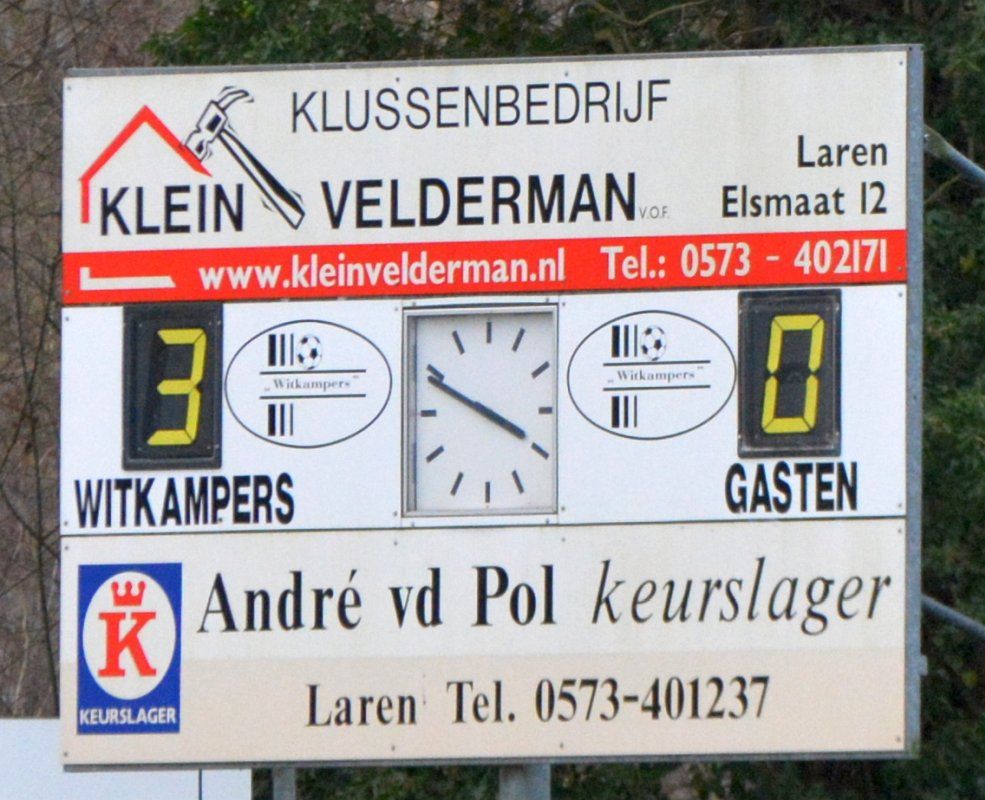 KLUSSENBEDRIJF
KLEIN VELDERMAN V.O.F.
Laren
Elsmaat 12
www.kleinvelderman.nl Tel.: 0573 - 402171
3
„Witkampers”
„Witkampers”
0
WITKAMPERS
GASTEN
K
KEURSLAGER
André vd Pol keurslager
Laren Tel. 0573-401237